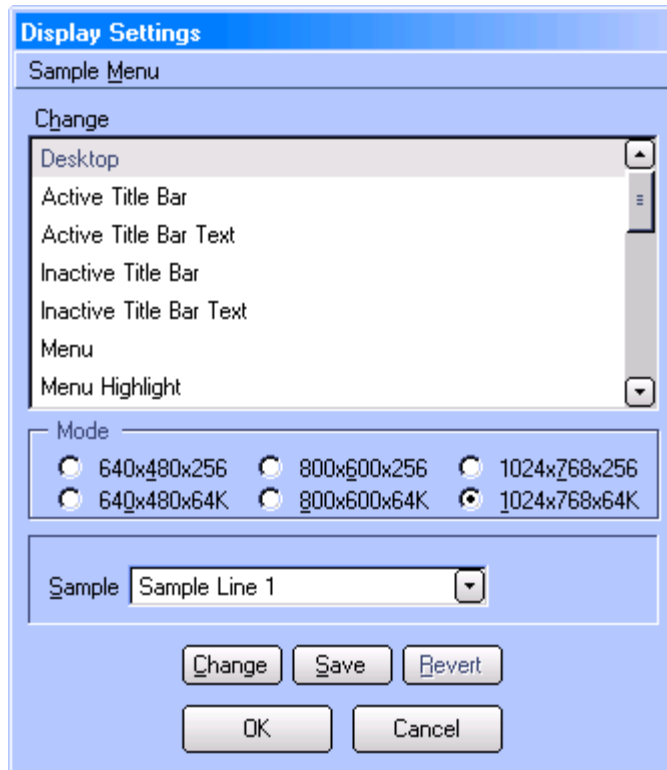 Display Settings
Sample Menu
Change
Desktop
Active Title Bar
Active Title Bar Text
Inactive Title Bar
Inactive Title Bar Text
Menu
Menu Highlight
Mode
640x480x256 800x600x256 1024x768x256
640x480x64K 800x600x64K 1024x768x64K
Sample Sample Line 1
Change Save Revert
OK Cancel